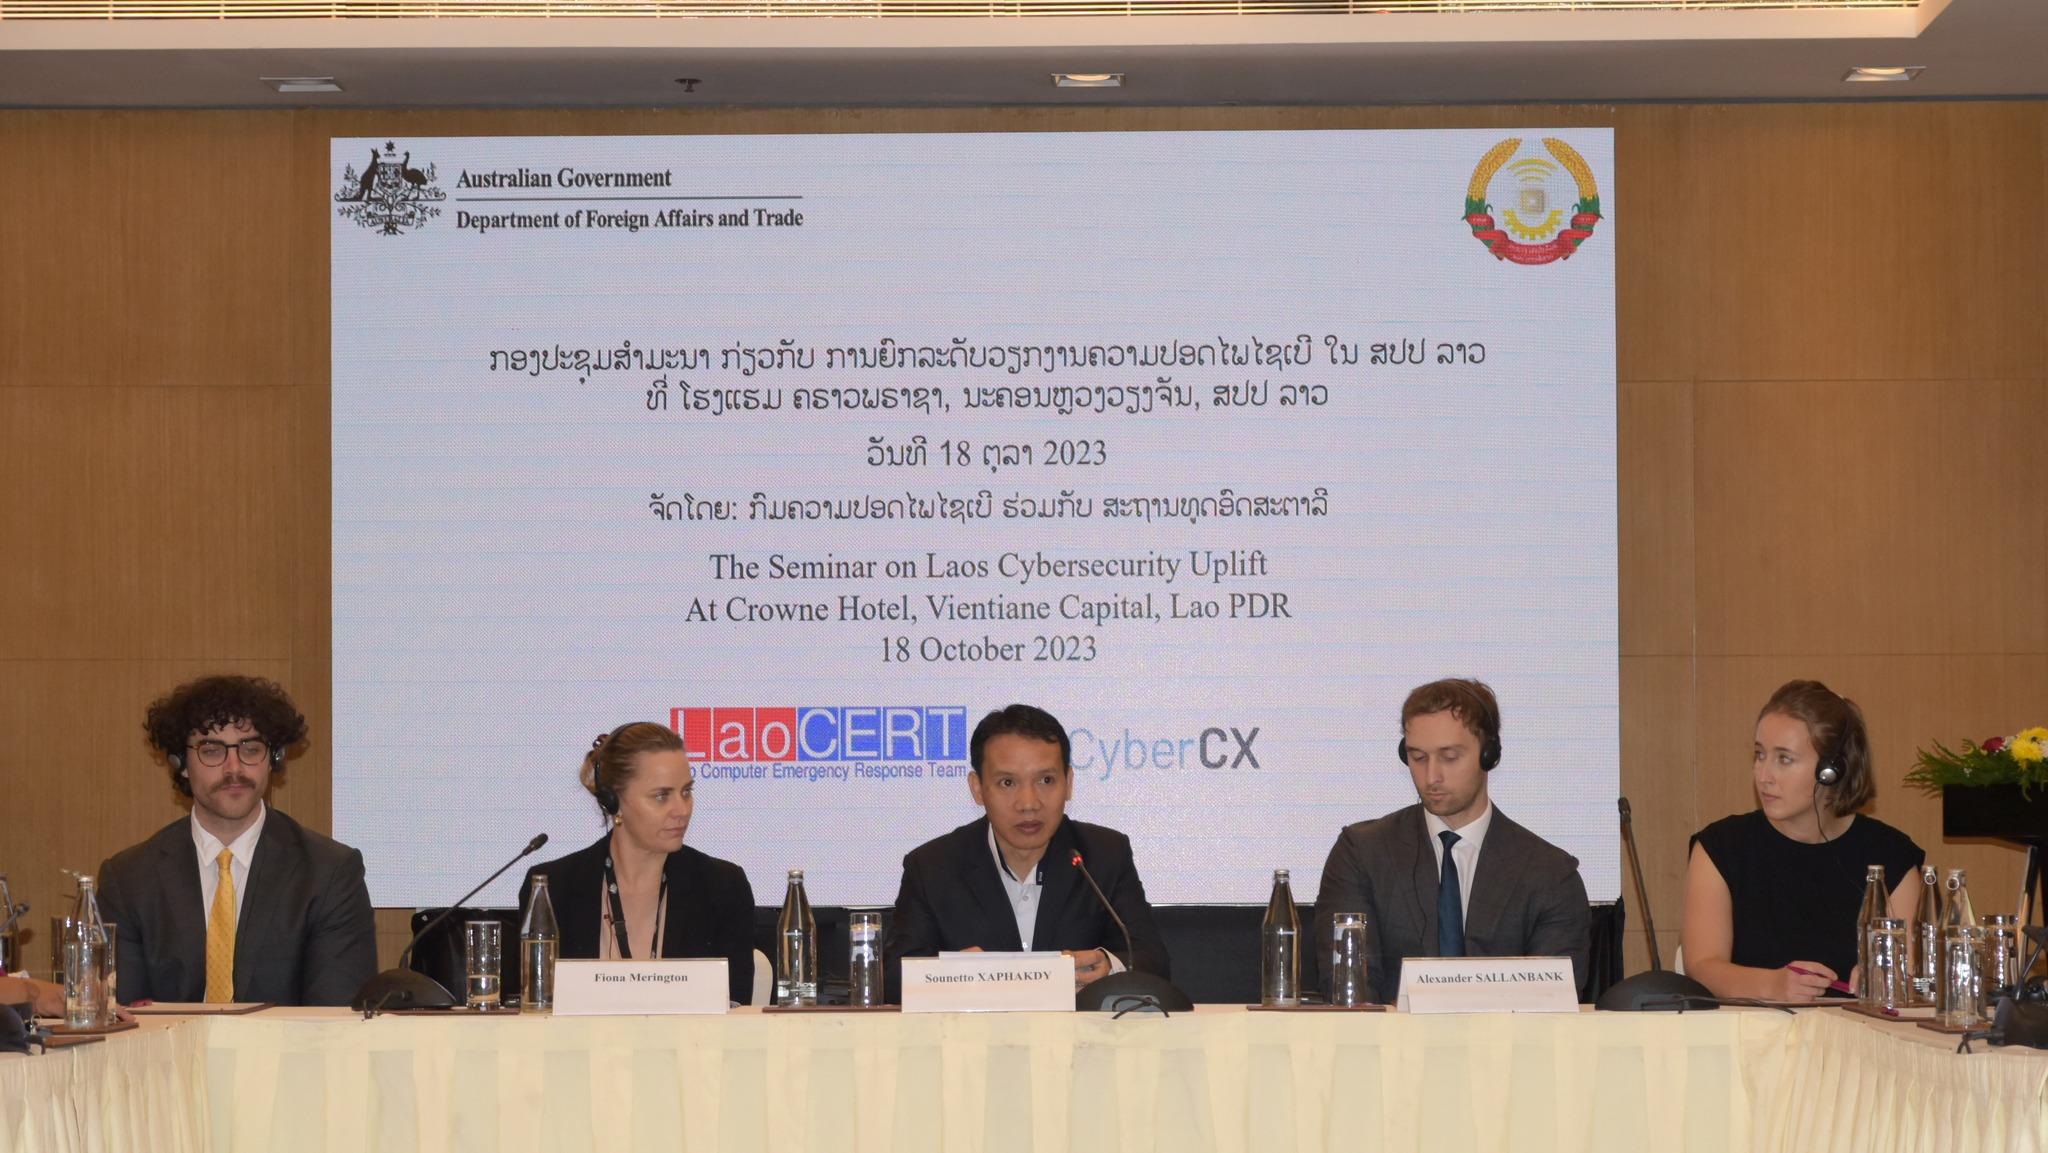 Australian Government
Department of Foreign Affairs and Trade
ກອງປະຊຸມສໍາມະນາ ກ່ຽວກັບ ການຍົກລະດັບວຽກງານຄວາມປອດໄພໄຊເບີ ໃນ ສປປ ລາວ
ທີ່ ໂຮງແຮມ ຄຣາວພຣາຊາ, ນະຄອນຫຼວງວຽງຈັນ, ສປປ ລາວ
ວັນທີ 18 ຕຸລາ 2023
ຈັດໂດຍ: ກົມຄວາມປອດໄພໄຊເບີ ຮ່ວມກັບ ສະຖານທູດອົດສະຕາລີ
The Seminar on Laos Cybersecurity Uplift
At Crowne Hotel, Vientiane Capital, Lao PDR
18 October 2023
LaoCERT
Computer Emergency Response Team
CyberCX
Fiona Merington
Sounetto XAPHAKDY
Alexander SALLANBANK